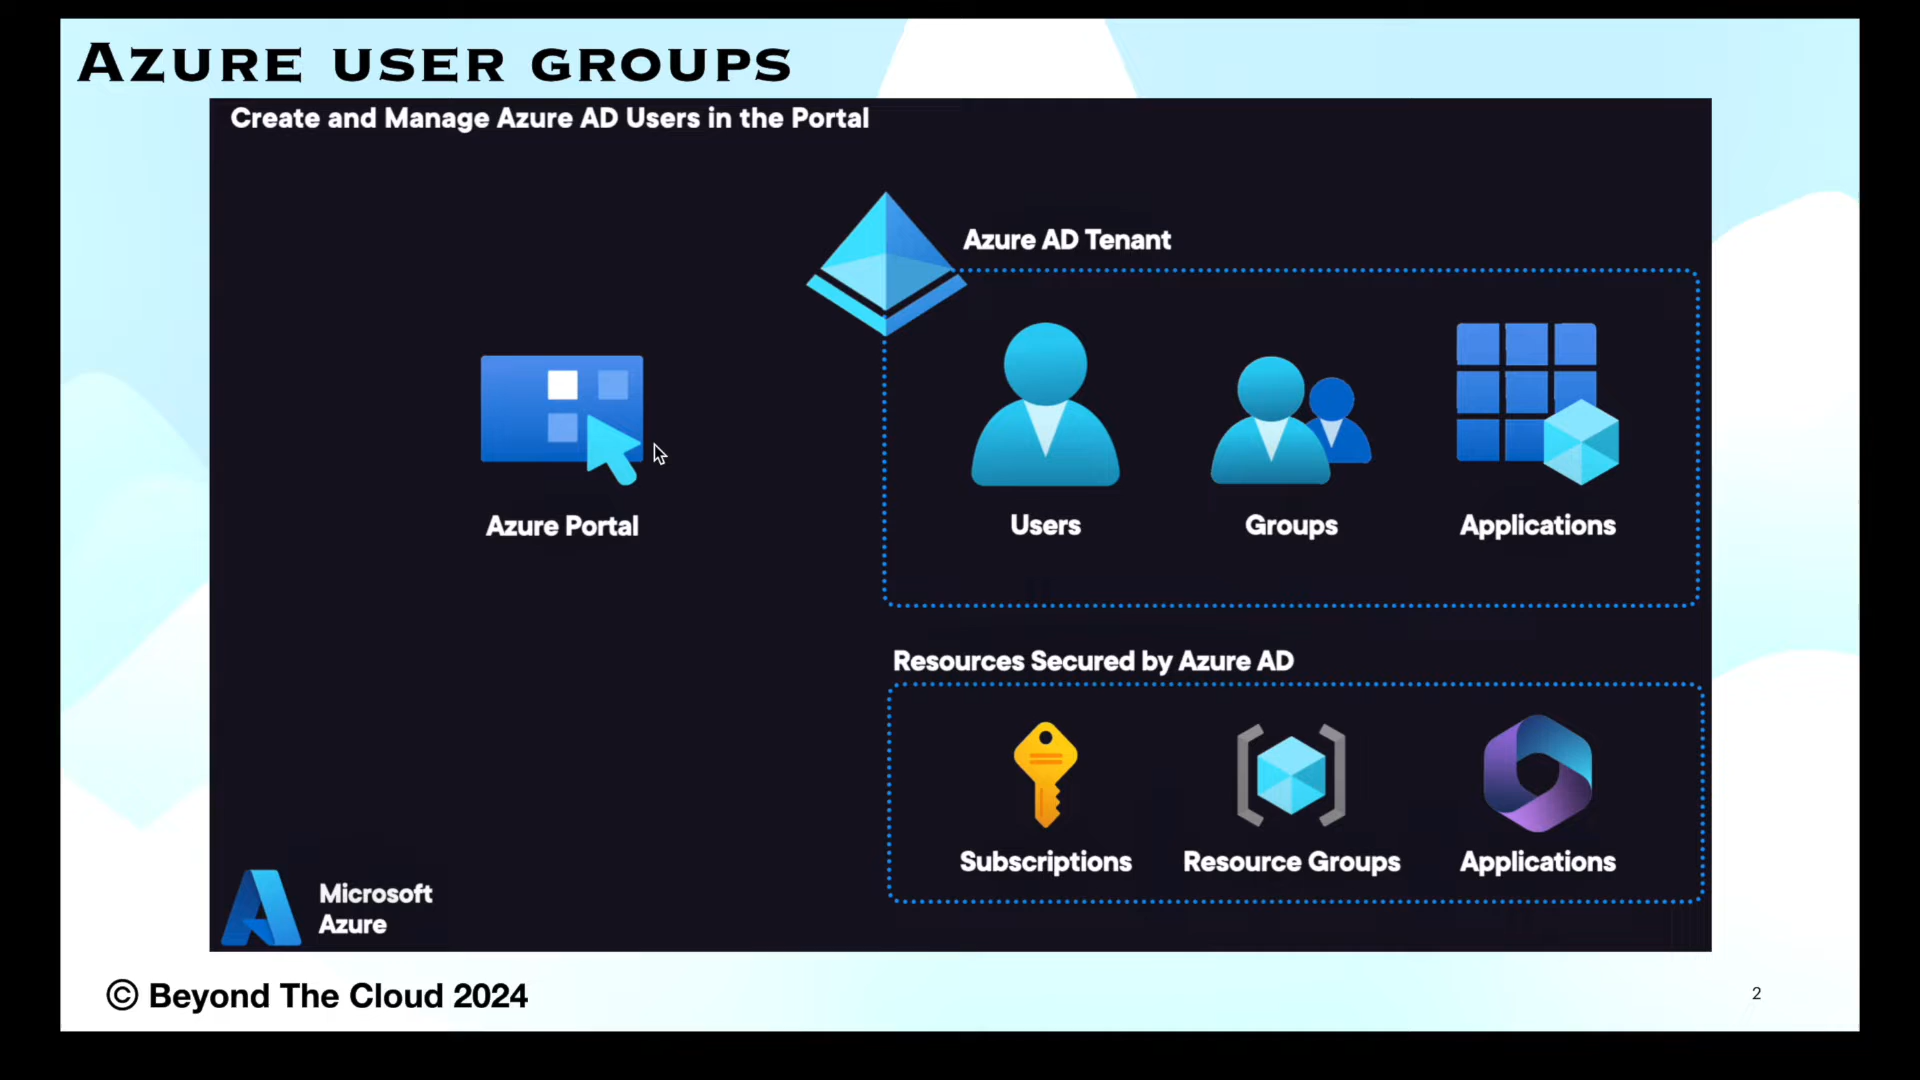 AZURE USER GROUPS
Create and Manage Azure AD Users in the Portal
Azure AD Tenant
Azure Portal
Users
Groups
Applications
Resources Secured by Azure AD
Subscriptions
Resource Groups
Applications
Microsoft
Azure
© Beyond The Cloud 2024
2